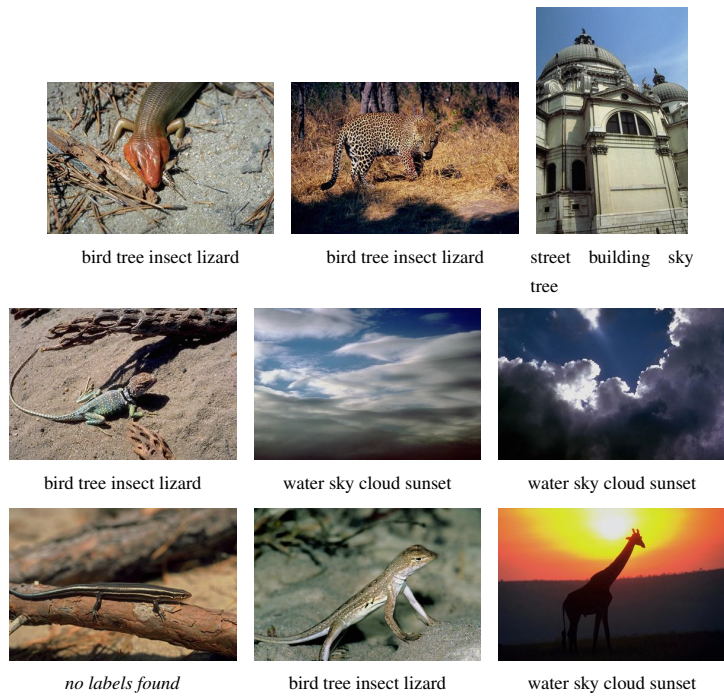 bird tree insect lizard
bird tree insect lizard
street building sky
tree
bird tree insect lizard
water sky cloud sunset
water sky cloud sunset
no labels found
bird tree insect lizard
water sky cloud sunset